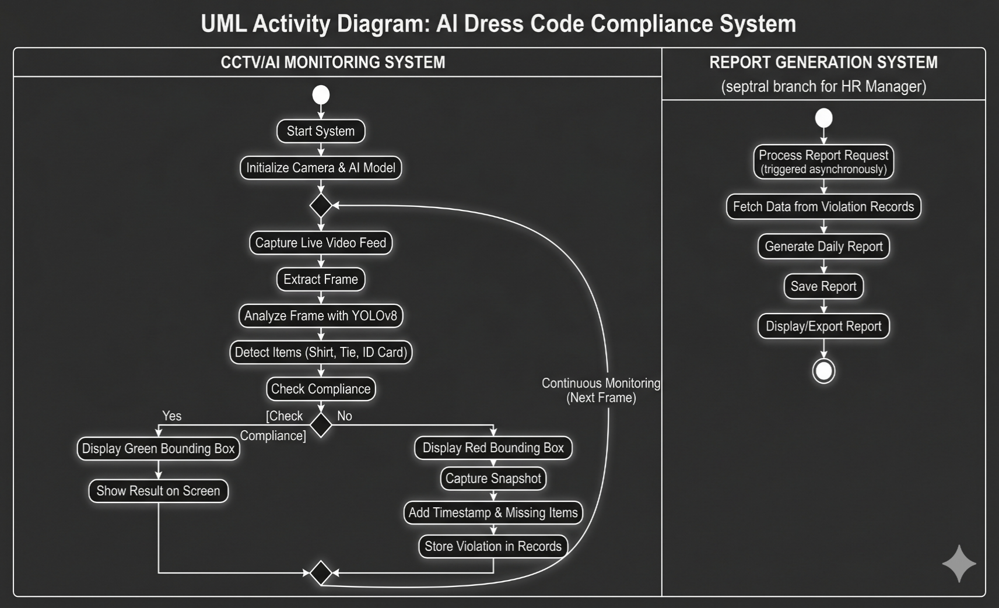 UML Activity Diagram: AI Dress Code Compliance System
CCTV/AI MONITORING SYSTEM
Start System
Initialize Camera & AI Model
Capture Live Video Feed
Extract Frame
Analyze Frame with YOLOv8
Detect Items (Shirt, Tie, ID Card)
Check Compliance
Yes
[Check
Compliance]
No
Display Green Bounding Box
Show Result on Screen
Display Red Bounding Box
Capture Snapshot
Add Timestamp & Missing Items
Store Violation in Records
Continuous Monitoring
(Next Frame)
REPORT GENERATION SYSTEM
(septral branch for HR Manager)
Process Report Request
(triggered asynchronously)
Fetch Data from Violation Records
Generate Daily Report
Save Report
Display/Export Report